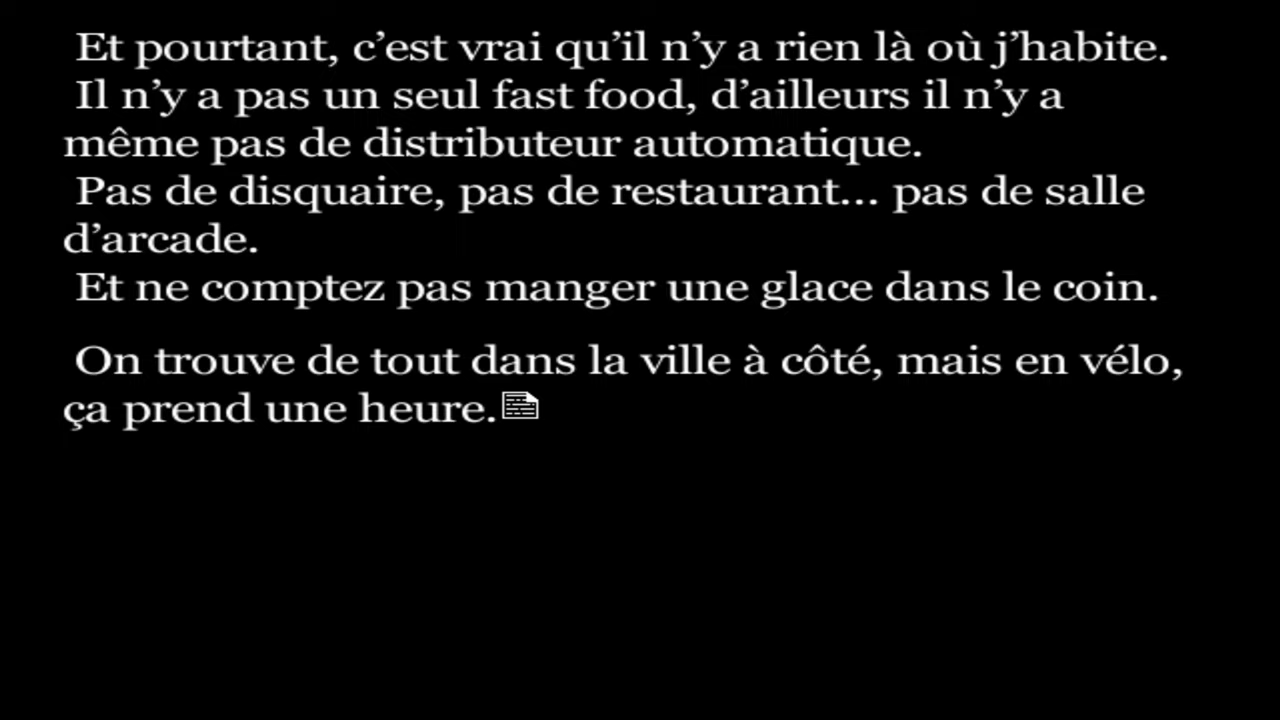 Et pourtant, c’est vrai qu’il n’y a rien là où j’habite.
Il n’y a pas un seul fast food, d’ailleurs il n’y a
même pas de distributeur automatique.
Pas de disquaire, pas de restaurant... pas de salle
d’arcade.
Et ne comptez pas manger une glace dans le coin.
On trouve de tout dans la ville à côté, mais en vélo,
ça prend une heure.